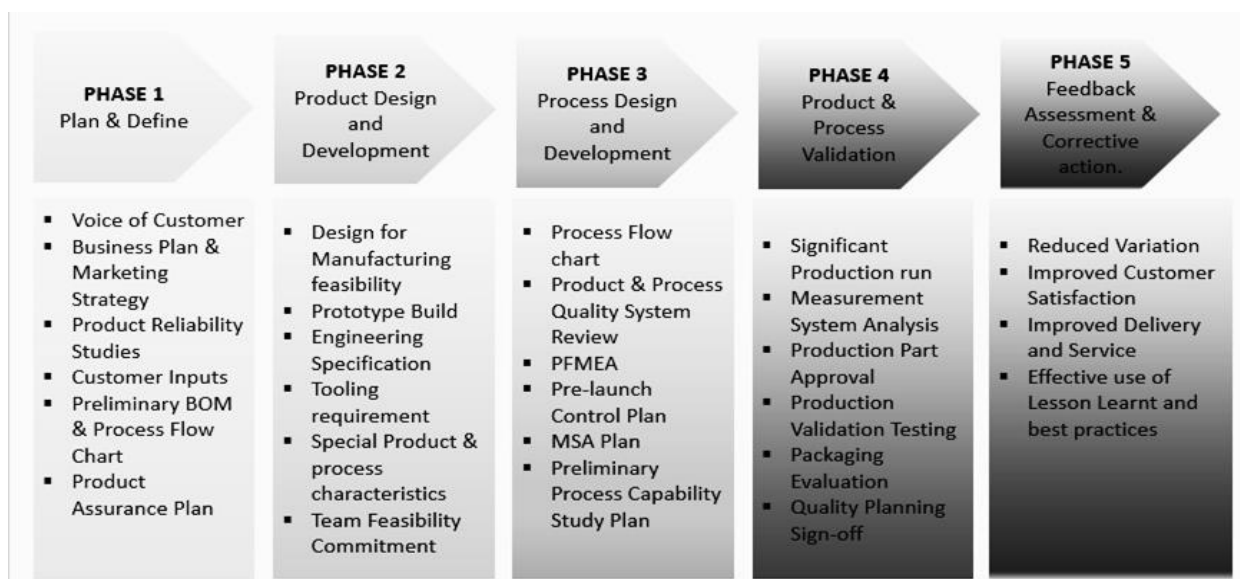 PHASE 1
Plan & Define
▪ Voice of Customer
▪ Business Plan &
Marketing
Strategy
▪ Product Reliability
Studies
▪ Customer Inputs
▪ Preliminary BOM
& Process Flow
Chart
▪ Product
Assurance Plan
PHASE 2
Product Design
and
Development
▪ Design for
Manufacturing
feasibility
▪ Prototype Build
▪ Engineering
Specification
▪ Tooling
requirement
▪ Special Product &
process
characteristics
▪ Team Feasibility
Commitment
PHASE 3
Process Design
and
Development
▪ Process Flow
chart
▪ Product & Process
Quality System
Review
▪ PFMEA
▪ Pre-launch
Control Plan
▪ MSA Plan
▪ Preliminary
Process Capability
Study Plan
PHASE 4
Product &
Process
Validation
▪ Significant
Production run
▪ Measurement
System Analysis
▪ Production Part
Approval
▪ Production
Validation Testing
▪ Packaging
Evaluation
▪ Quality Planning
Sign-off
PHASE 5
Feedback
Assessment &
Corrective
action.
▪ Reduced Variation
▪ Improved Customer
Satisfaction
▪ Improved Delivery
and Service
▪ Effective use of
Lesson Learnt and
best practices